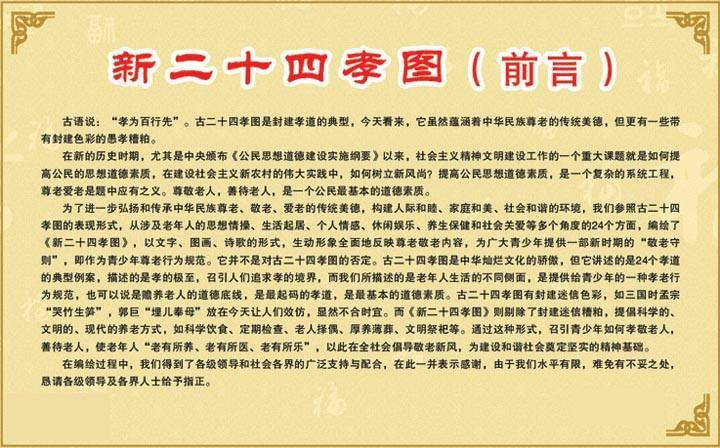 新二十四孝图（前言）
古语说：“孝为百行先”。古二十四孝图是封建孝道的典型，今天看来，它虽然蕴涵着中华民族尊老的传统美德，但更有一些带
有封建色彩的愚孝糟粕。
在新的历史时期，尤其是中央颁布《公民思想道德建设实施纲要》以来，社会主义精神文明建设工作的一个重大课题就是如何提
高公民的思想道德素质，在建设社会主义新农村的伟大实践中，如何树立新风尚？提高公民思想道德素质，是一个复杂的系统工程，
尊老爱老是题中应有之义。尊敬老人，善待老人，是一个公民最基本的道德素质。
为了进一步弘扬和传承中华民族尊老、敬老、爱老的传统美德，构建人际和睦、家庭和美、社会和谐的环境，我们参照古二十四
孝图的表现形式，从涉及老年人的思想情操、生活起居、个人情感、休闲娱乐、养生保健和社会关爱等多个角度的24个方面，编绘了
《新二十四孝图》，以文字、图画、诗歌的形式，生动形象全面地反映尊老敬老内容，为广大青少年提供一部新时期的“敬老守
则”，即作为青少年尊老行为规范。它并不是对古二十四孝图的否定。古二十四孝图是中华灿烂文化的骄傲，但它讲述的是24个孝道
的典型例案，描述的是孝的极至，召引人们追求孝的境界，而我们所描述的是老年人生活的不同侧面，是提供给青少年的一种孝老行
为规范，也可以说是赡养老人的道德底线，是最起码的孝道，是最基本的道德素质。古二十四孝图有封建迷信色彩，如三国时孟宗
“哭竹生笋”，郭巨“埋儿奉母”放在今天让人们效仿，显然不合时宜。而《新二十四孝图》则剔除了封建迷信糟粕，提倡科学的、
文明的、现代的养老方式，如科学饮食、定期检查、老人择偶、厚养薄葬、文明祭祀等。通过这种形式，召引青少年如何孝敬老人，
善待老人，使老年人“老有所养、老有所医、老有所乐”，以此在全社会倡导敬老新风，为建设和谐社会奠定坚实的精神基础。
在编绘过程中，我们得到了各级领导和社会各界的广泛支持与配合，在此一并表示感谢，由于我们水平有限，难免有不妥之处，
恳请各级领导及各界人士给予指正。